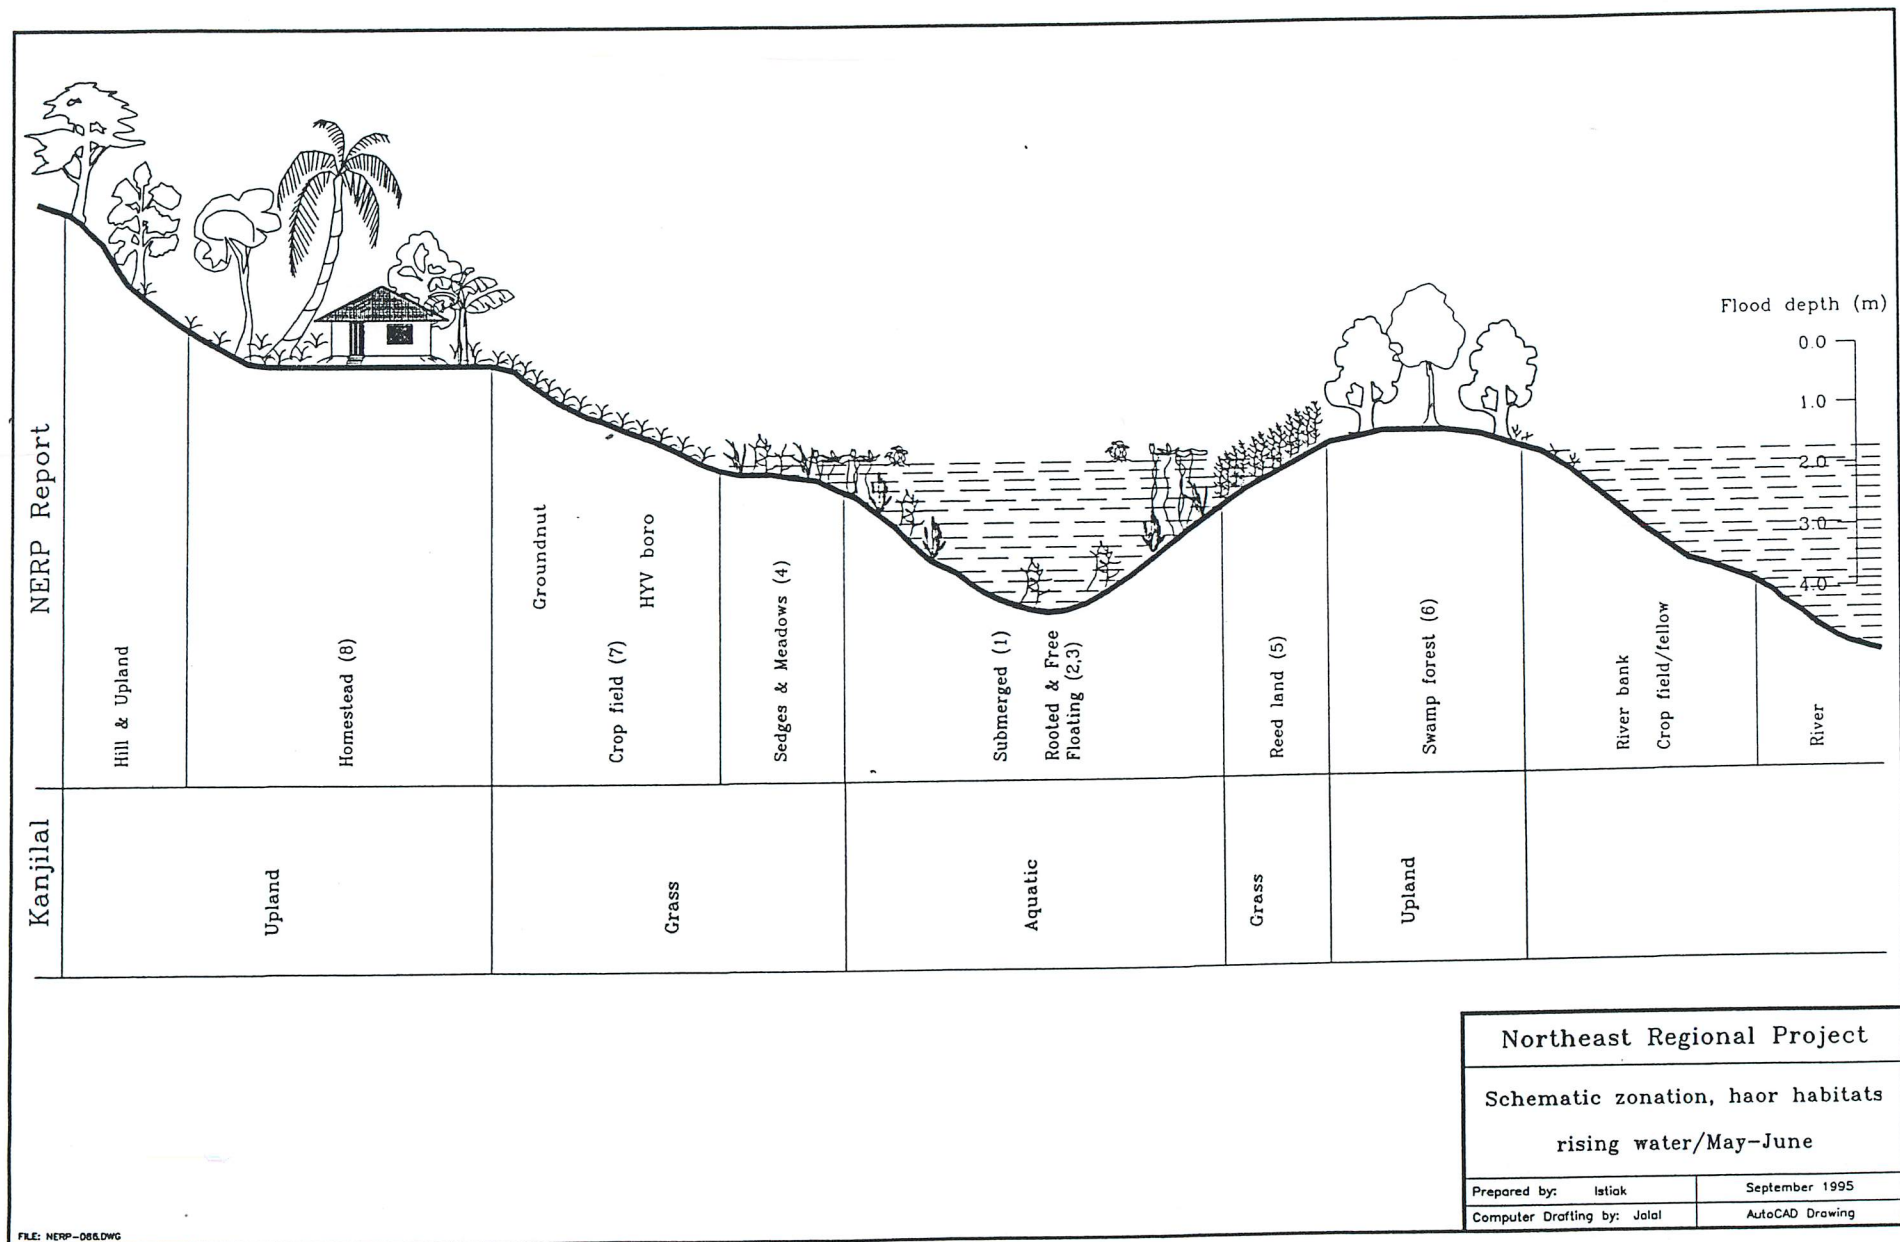 Flood depth (m)
0.0
1.0
2.0
3.0
4.0
NERP Report
Hill & Upland
Homestead (8)
Groundnut
HYV boro
Crop field (7)
Sedges & Meadows (4)
Submerged (1)
Rooted & Free
Floating (2,3)
Reed land (5)
Swamp forest (6)
River bank
Crop field/fellow
River
Kanjilal
Upland
Grass
Aquatic
Grass
Upland
Northeast Regional Project
Schematic zonation, haor habitats
rising water/May-June
Prepared by: Istiak
September 1995
Computer Drafting by: Jalal
AutoCAD Drawing
FILE: NERP-086.DWG